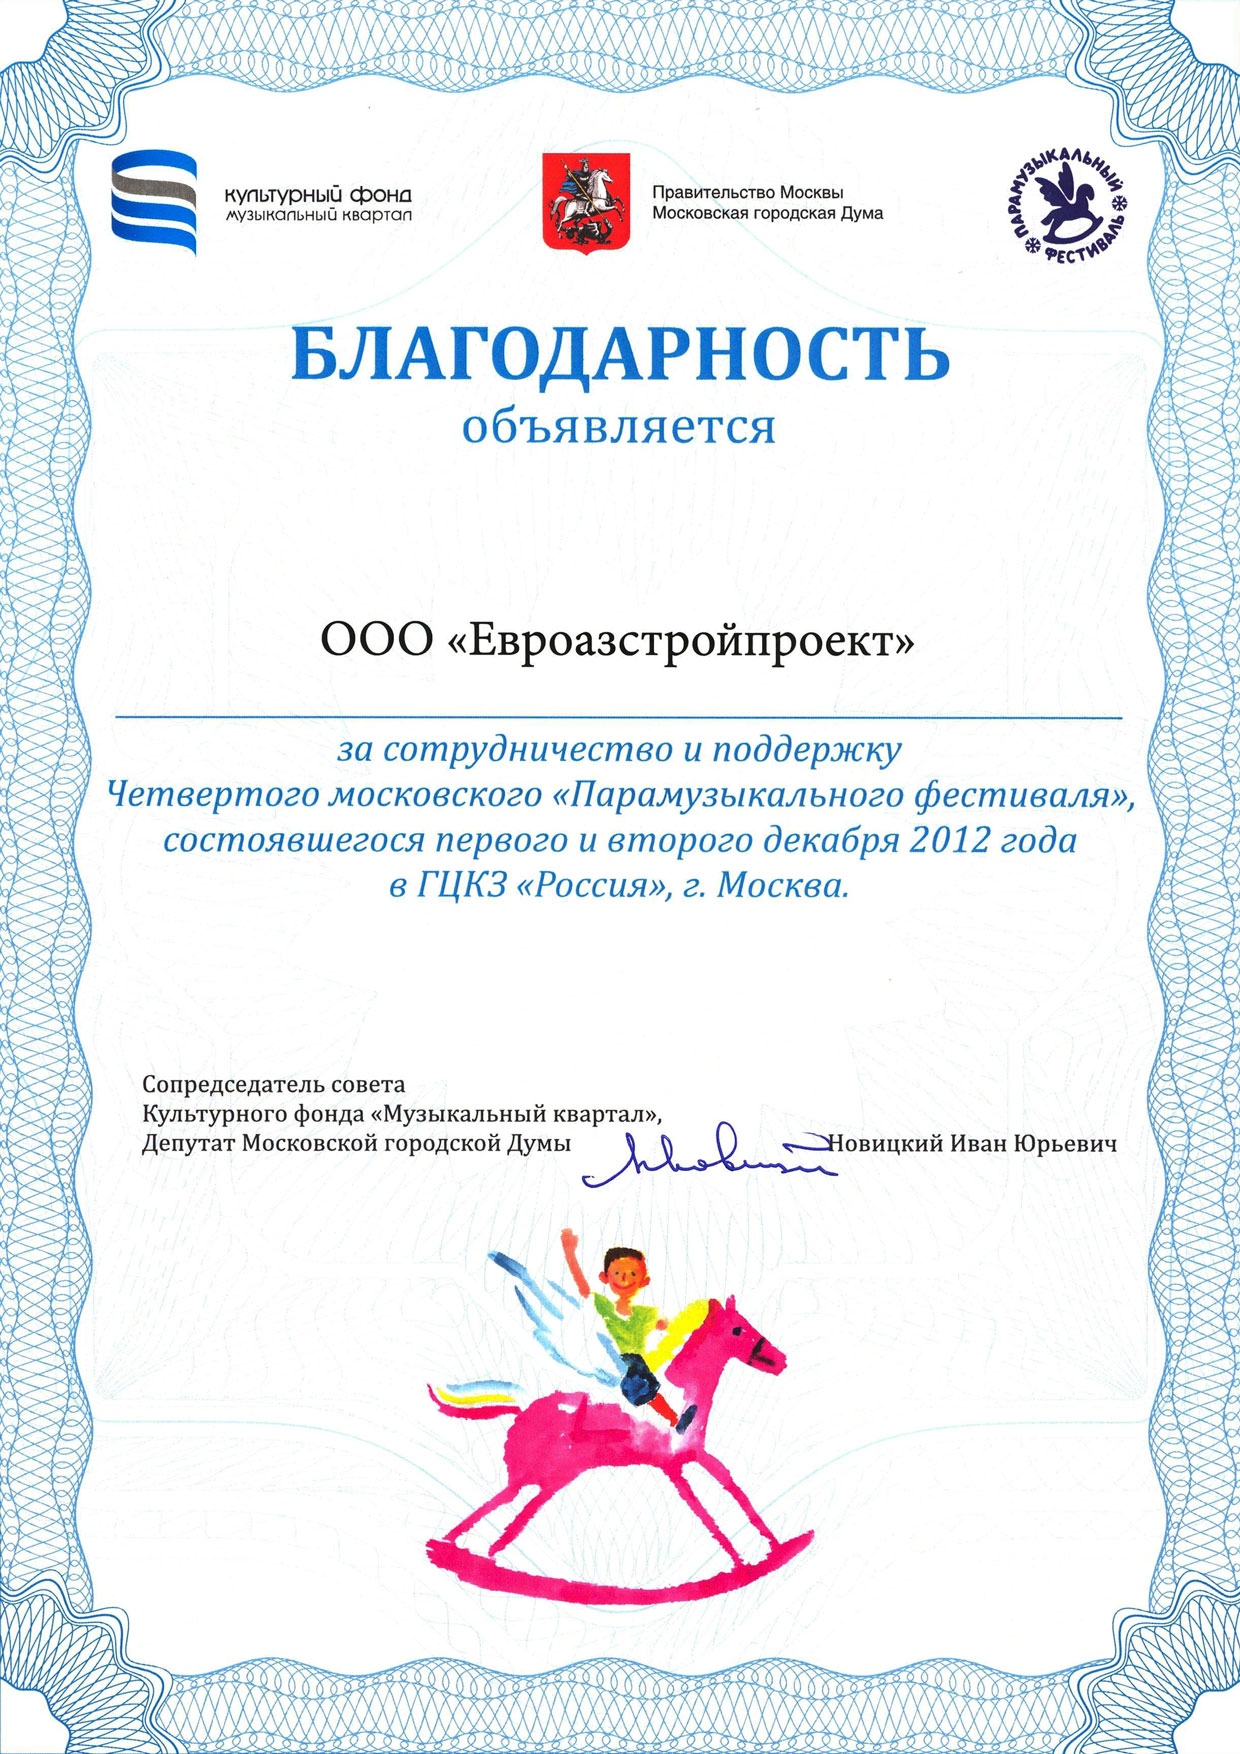 культурный фонд
музыкальный квартал
Правительство Москвы
Московская городская Дума
ПАРАМУЗЫКАЛЬНЫЙ
ФЕСТИВАЛЬ
БЛАГОДАРНОСТЬ
объявляется
ООО «Евроазстройпроект»
за сотрудничество и поддержку
Четвертого московского «Парамузыкального фестиваля»,
состоявшегося первого и второго декабря 2012 года
в ГЦКЗ «Россия», г. Москва.
Сопредседатель совета
Культурного фонда «Музыкальный квартал»,
Депутат Московской городской Думы Новицкий Иван Юрьевич